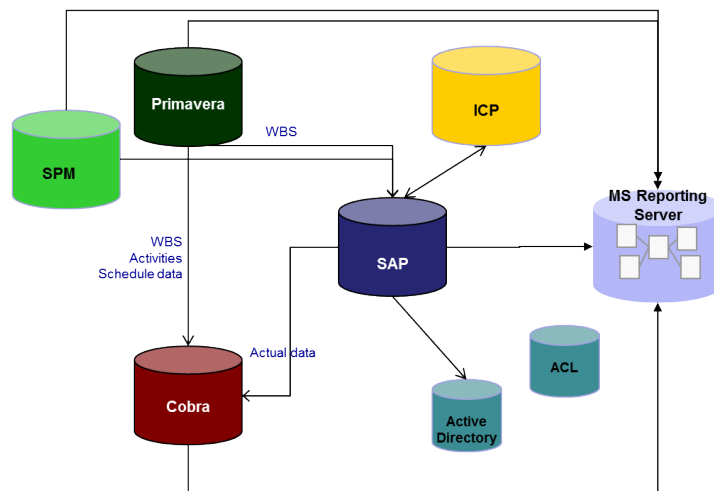 Primavera
ICP
WBS
SPM
MS Reporting
Server
WBS
Activities
Schedule data
SAP
Actual data
ACL
Cobra
Active
Directory